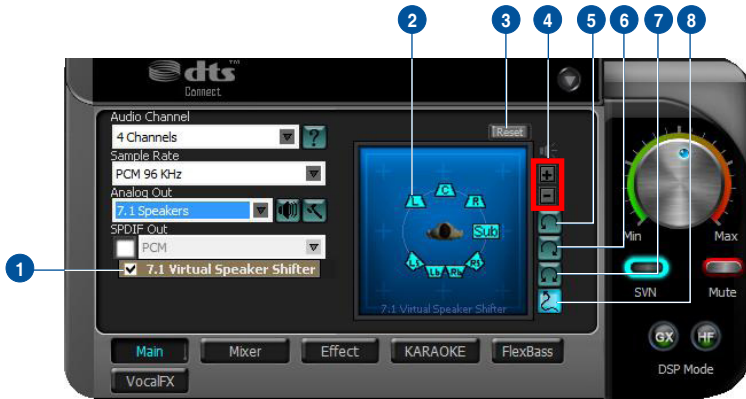 2 3 4 5 6 7 8
dts™
Connect
Audio Channel
4 Channels
?
Reset
Sample Rate
PCM 96 KHz
+
-
Analog Out
7.1 Speakers
L C R
SPDIF Out
Sub
PCM
1
7.1 Virtual Speaker Shifter
Ls Lb Rb Rs
7.1 Virtual Speaker Shifter
Min Max
SVN Mute
GX HF
DSP Mode
Main Mixer Effect KARAOKE FlexBass
VocalFX